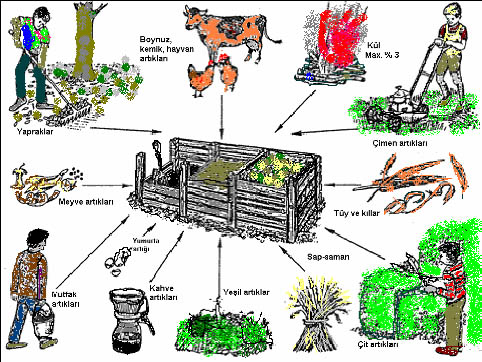 Boynuz,
kemik, hayvan
artıkları
Kül
Max. % 3
Yapraklar
Çimen artıkları
Meyve artıkları
Tüy ve kıllar
Yumurta
artığı
Sap-saman
Mutfak
artıkları
Kahve
artıkları
Yeşil artıklar
Çit artıkları